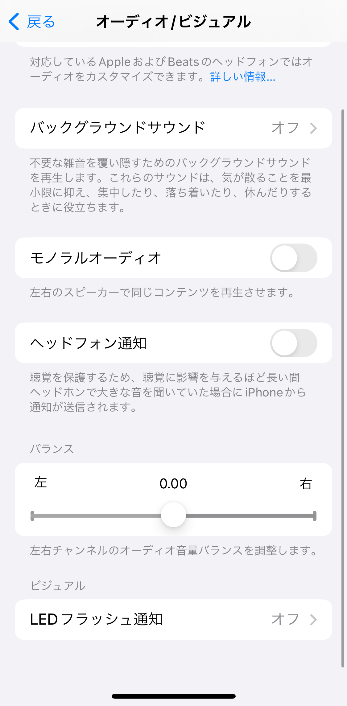 戻る
オーディオ/ビジュアル
対応しているAppleおよびBeatsのヘッドフォンではオ
ーディオをカスタマイズできます。詳しい情報...
バックグラウンドサウンド
オフ
不要な雑音を覆い隠すためのバックグラウンドサウンド
を再生します。これらのサウンドは、気が散ることを最
小限に抑え、集中したり、落ち着いたり、休んだりする
ときに役立ちます。
モノラルオーディオ
左右のスピーカーで同じコンテンツを再生させます。
ヘッドフォン通知
聴覚を保護するため、聴覚に影響を与えるほど長い間
ヘッドホンで大きな音を聞いていた場合にiPhoneから
通知が送信されます。
バランス
左
0.00
右
左右チャンネルのオーディオ音量バランスを調整します。
ビジュアル
LEDフラッシュ通知
オフ